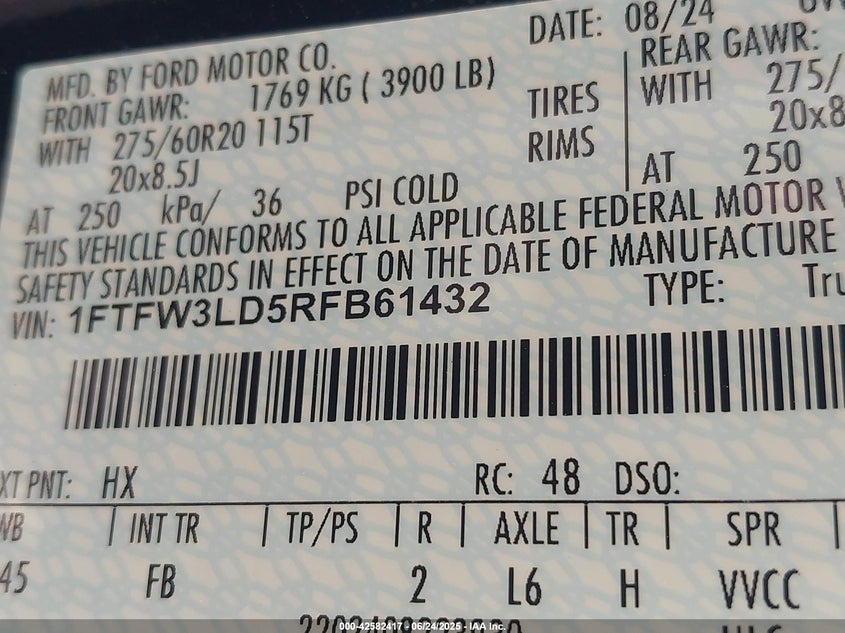 DATE: 08/24
MFD. BY FORD MOTOR CO.
FRONT GAWR: 1769 KG ( 3900 LB)
REAR GAWR:
WITH 275/60R20 115T
TIRES
WITH 275/
20x8.5J
RIMS
20x8
AT 250 kPa/ 36 PSI COLD
AT 250
THIS VEHICLE CONFORMS TO ALL APPLICABLE FEDERAL MOTOR
SAFETY STANDARDS IN EFFECT ON THE DATE OF MANUFACTURE
VIN: 1FTFW3LD5RFB61432
TYPE: Tru
XT PNT: HX
RC: 48 DSO:
WB | INT TR | TP/PS | R | AXLE | TR | SPR
45 FB 2 L6 H VVCC
000-42582417 - 06/24/2025 - IAA Inc.